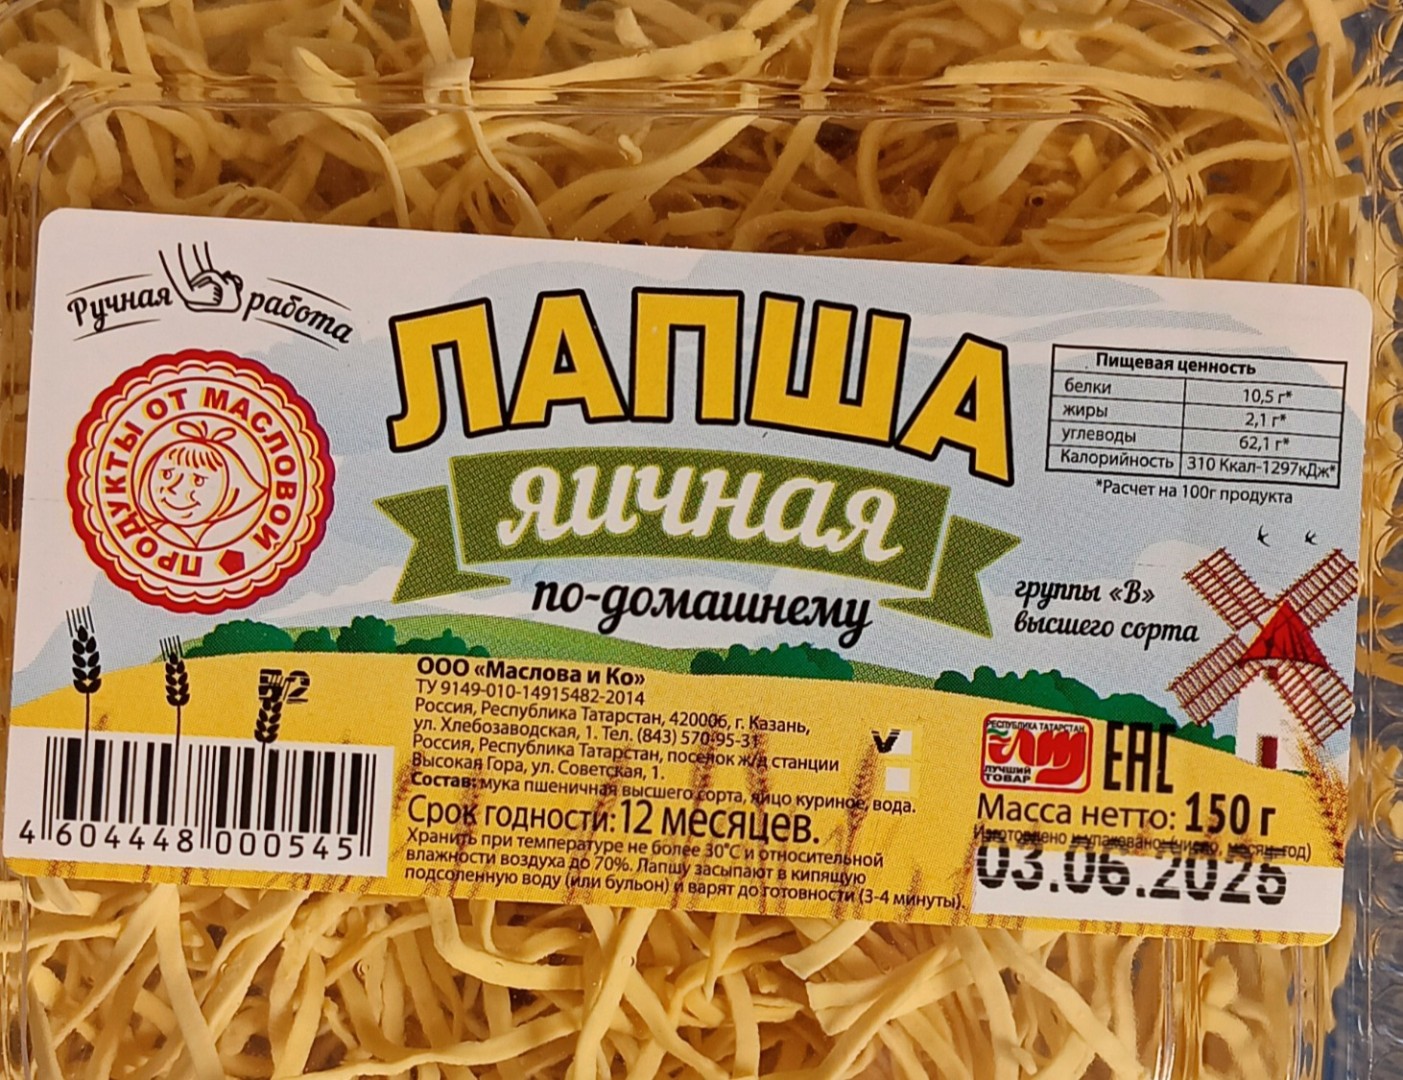 Ручная работа
ПРОДУКТЫ ОТ МАСЛОВОЙ
ЛАПША
яичная
по-домашнему
Пищевая ценность
белки 10,5 г*
жиры 2,1 г*
углеводы 62,1 г*
Калорийность 310 Ккал-1297кДж*
*Расчет на 100г продукта
группы «В»
высшего сорта
ООО «Маслова и Ко»
ТУ 9149-010-14915482-2014
Россия, Республика Татарстан, 420006, г. Казань,
ул. Хлебозаводская, 1. Тел. (843) 570-95-31
Россия, Республика Татарстан, поселок ж/д станции
Высокая Гора, ул. Советская, 1.
Состав: мука пшеничная высшего сорта, яйцо куриное, вода.
Срок годности: 12 месяцев.
Хранить при температуре не более 30°С и относительной
влажности воздуха до 70%. Лапшу засыпают в кипящую
подсоленную воду (или бульон) и варят до готовности (3-4 минуты).
4 604448 000545
РЕСПУБЛИКА ТАТАРСТАН
ЛУЧШИЙ
ТОВАР
EAC
Масса нетто: 150 г
Изготовлено и упаковано: (число, месяц, год)
03.06.2025